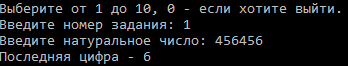 Выберите от 1 до 10, 0 - если хотите выйти.
Введите номер задания: 1
Введите натуральное число: 456456
Последняя цифра - 6